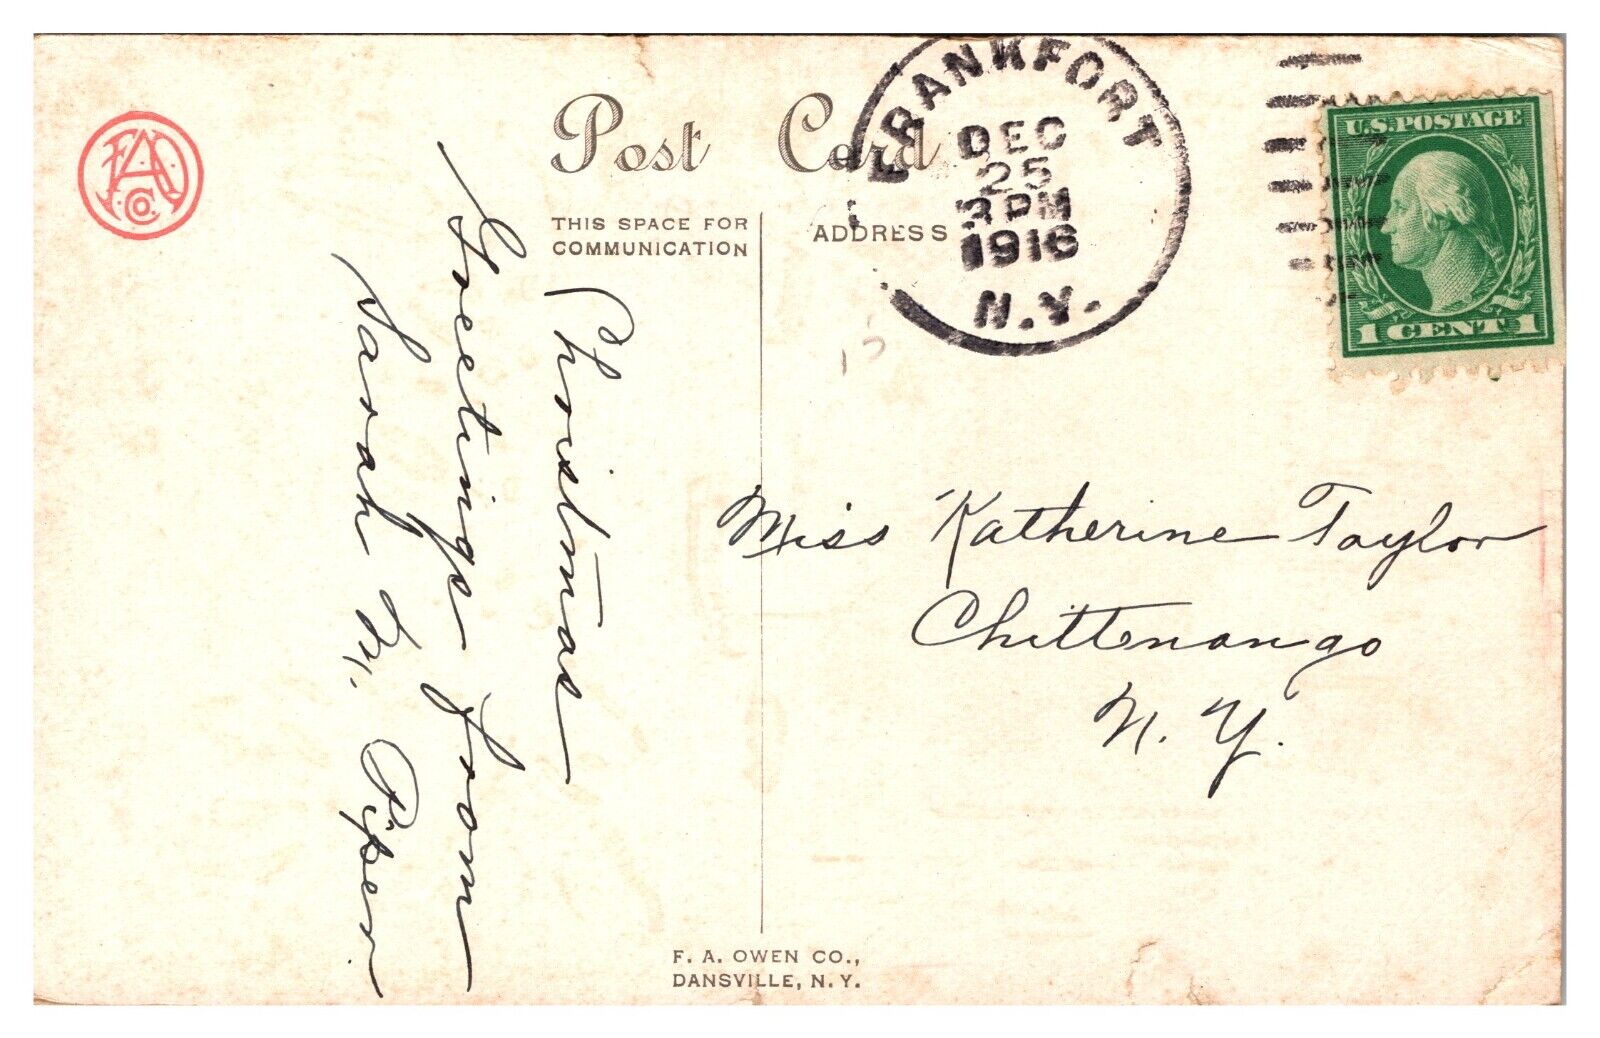 F.A.O. Co.
Post Card
THIS SPACE FOR
COMMUNICATION
ADDRESS
FRANKFORT
DEC
25
3 PM
1916
N.Y.
U.S. POSTAGE
1 CENT 1
Christmas
Greetings from
Sarah M. Piper.
Miss Katherine Taylor
Chittenango
N. Y.
F. A. OWEN CO.,
DANSVILLE, N. Y.